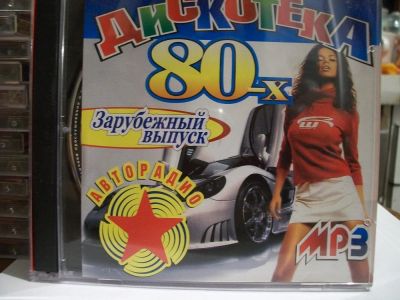 ДИСКОТЕКА
80-х
Зарубежный
выпуск
АВТОРАДИО
MP3